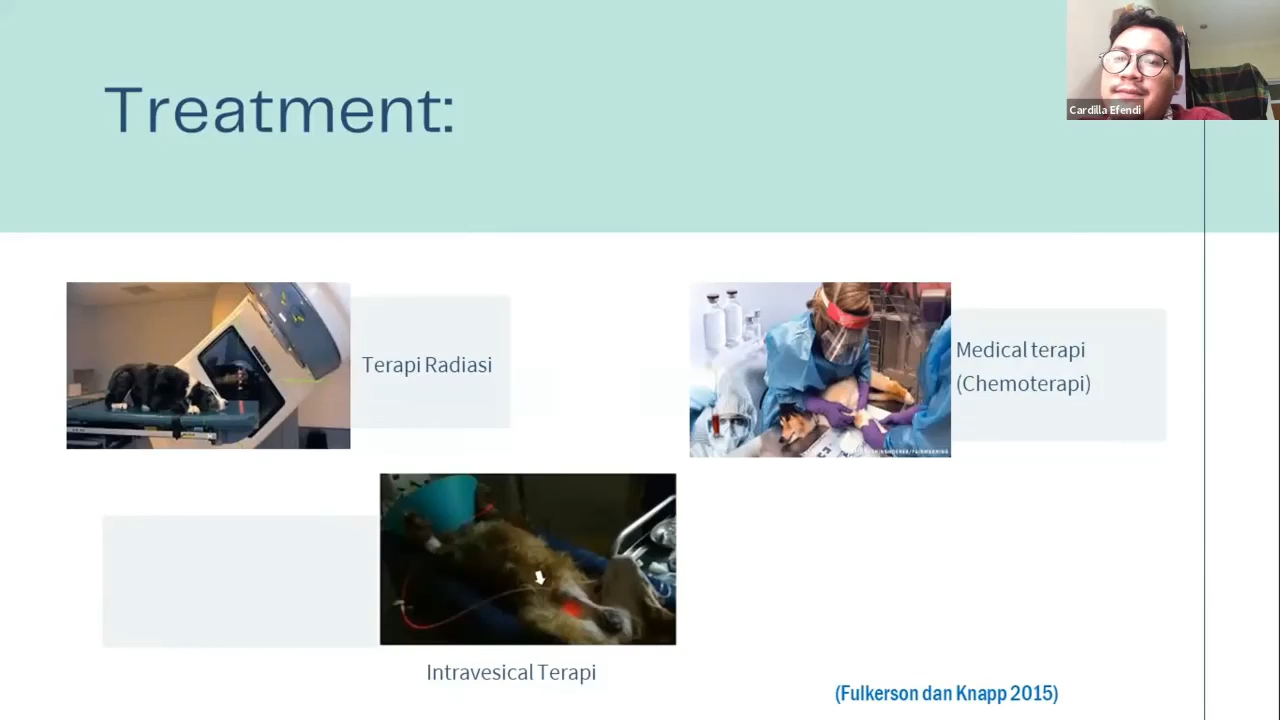 Treatment:
Cardilla Efendi
Terapi Radiasi
Medical terapi
(Chemoterapi)
Intravesical Terapi
(Fulkerson dan Knapp 2015)